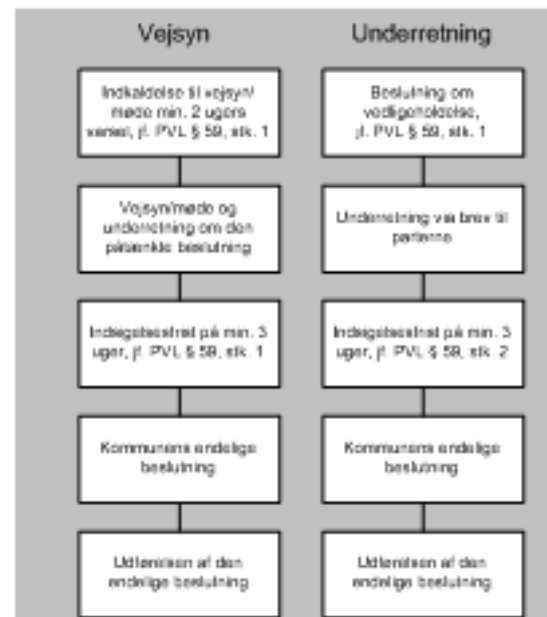 Vejsyn
Indkaldelse til vejsyn/
møde min. 2 ugers
varsel, jf. PVL § 59, stk. 1
Vejsyn/møde og
underretning om den
påtænkte beslutning
Indsigelsesfrist på min. 3
uger, jf. PVL § 59, stk. 1
Kommunens endelige
beslutning
Udførelsen af den
endelige beslutning
Underretning
Beslutning om
vedligeholdelse,
jf. PVL § 59, stk. 1
Underretning via brev til
parterne
Indsigelsesfrist på min. 3
uger, jf. PVL § 59, stk. 2
Kommunens endelige
beslutning
Udførelsen af den
endelige beslutning